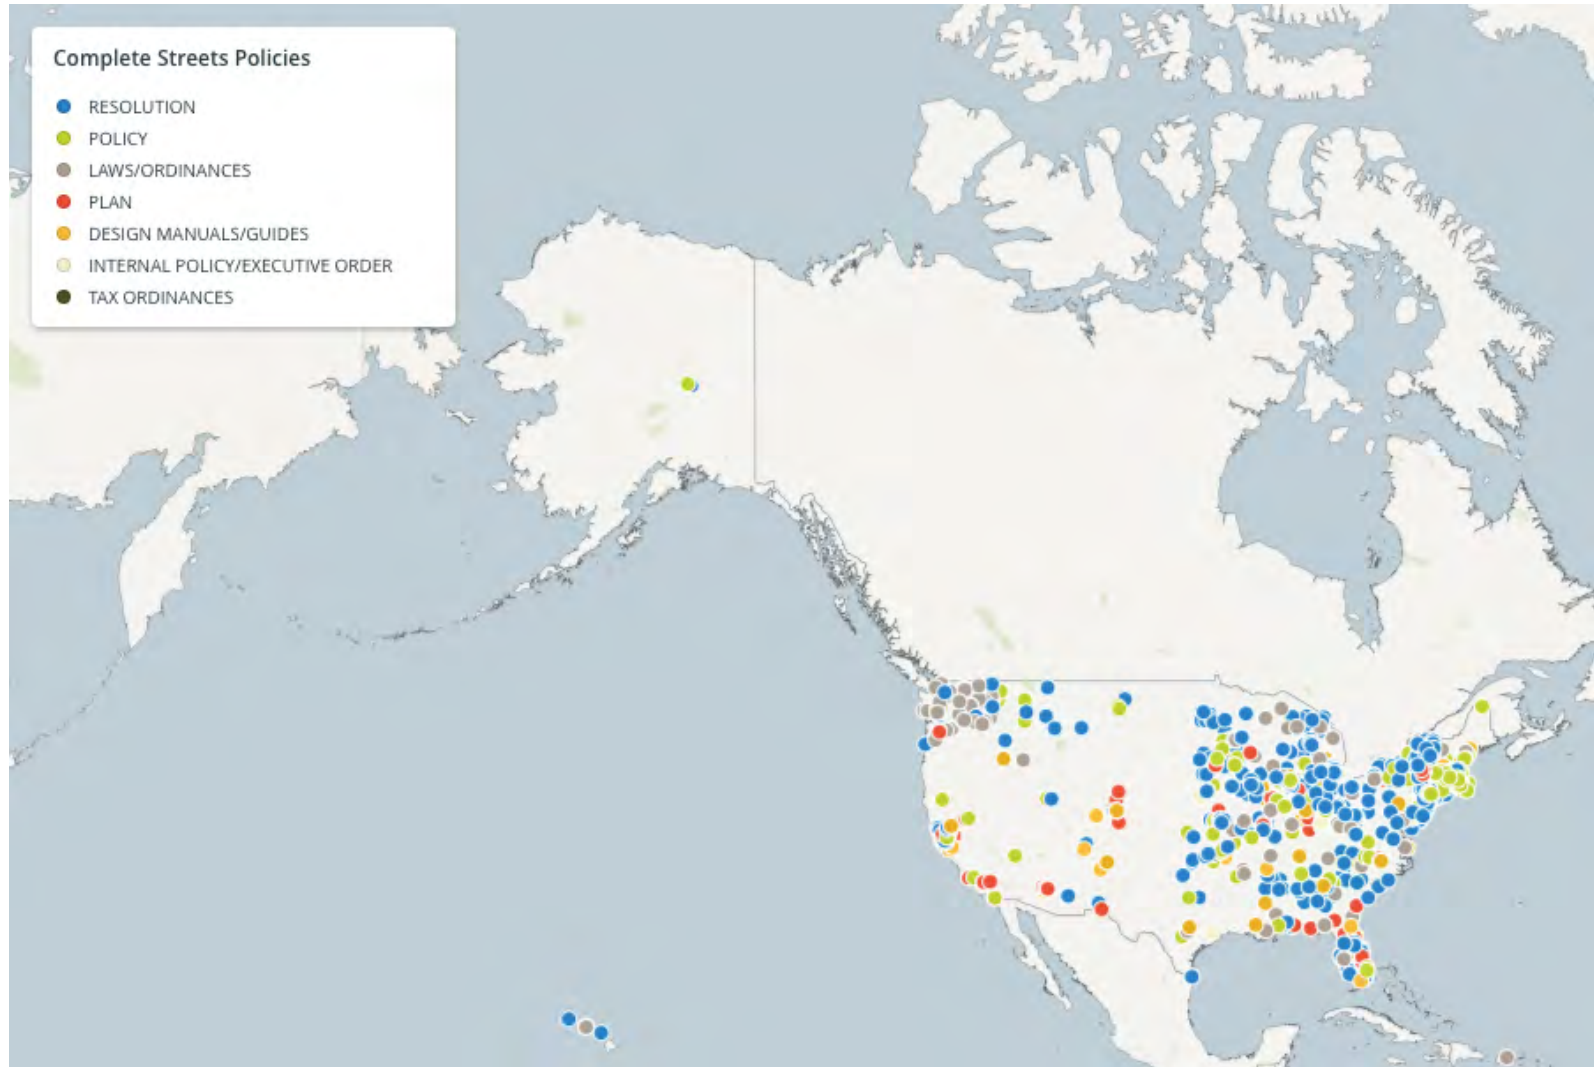 Complete Streets Policies
RESOLUTION
POLICY
LAWS/ORDINANCES
PLAN
DESIGN MANUALS/GUIDES
INTERNAL POLICY/EXECUTIVE ORDER
TAX ORDINANCES